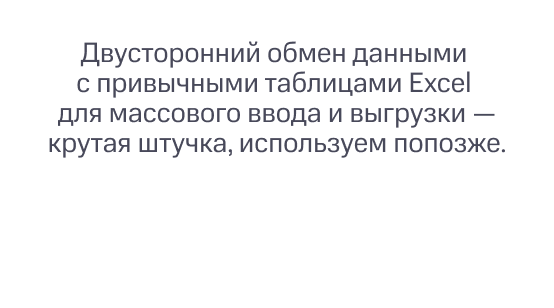 Двусторонний обмен данными
с привычными таблицами Excel
для массового ввода и выгрузки —
крутая штучка, используем попозже.